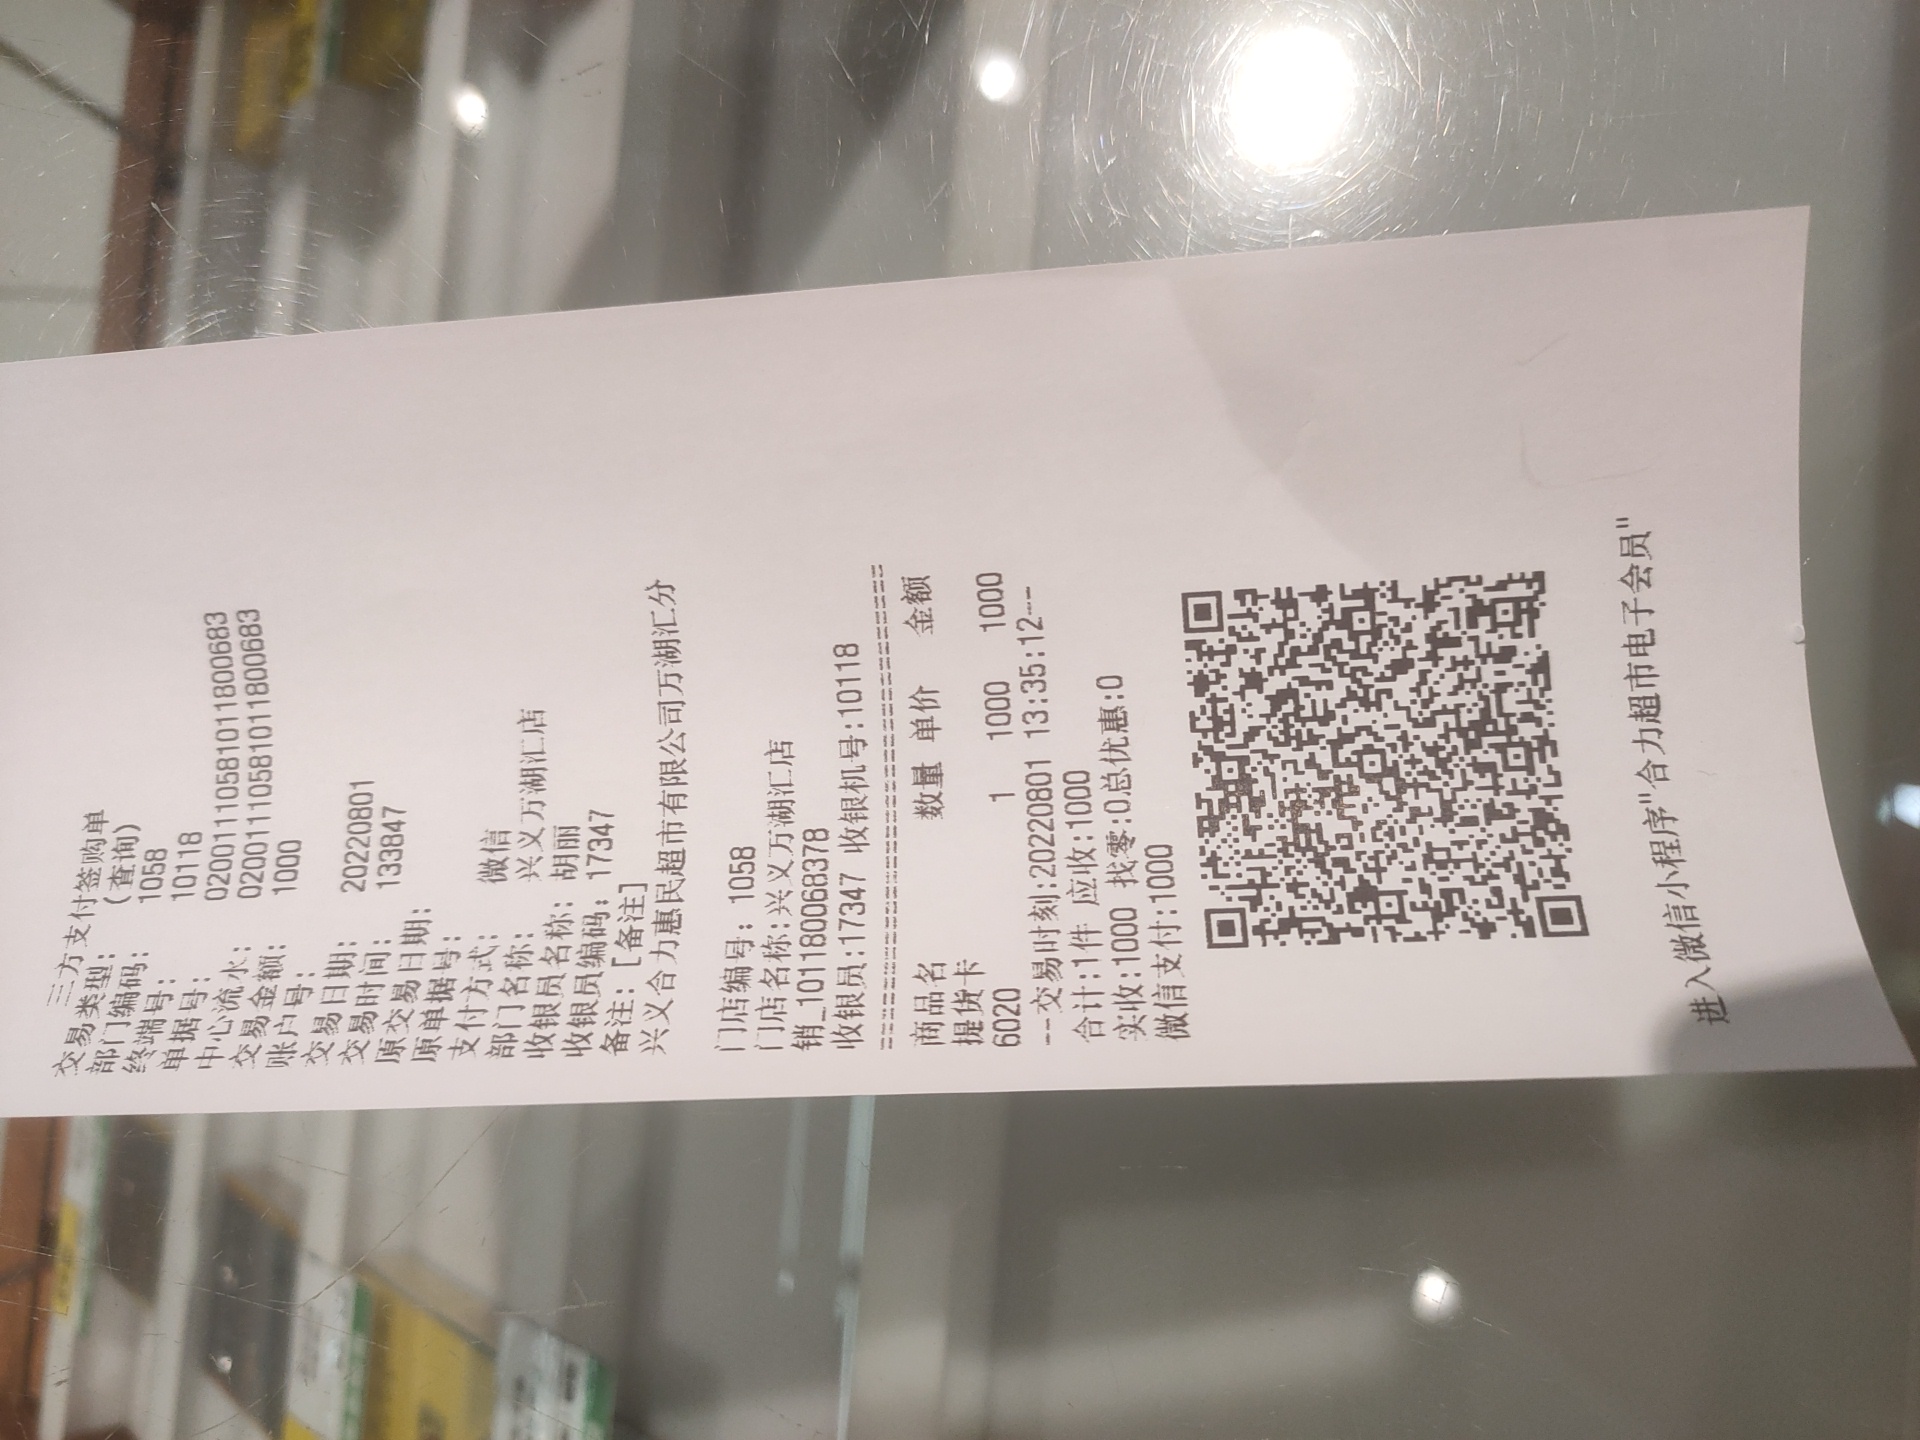 三方支付签购单
交易类型: (查询)
部门编码: 1058
终端号: 10118
单据号: 0200111058101101800683
中心流水: 0200111058101101800683
交易金额: 1000
账户号:
交易日期: 20220801
交易时间: 133847
原交易日期:
原单据号:
支付方式: 微信
部门名称: 兴义万湖汇店
收银员名称: 胡丽
收银员编码: 17347
备注: [备注]
兴义合力惠民超市有限公司万湖汇分
门店编号: 1058
门店名称:兴义万湖汇店
销_101180068378
收银员:17347 收银机号:10118
商品名 数量 单价 金额
提货卡
6020 1 1000 1000
--交易时刻:20220801 13:35:12--
合计:1件 应收:1000
实收:1000 找零:0总优惠:0
微信支付:1000
进入微信小程序"合力超市电子会员"